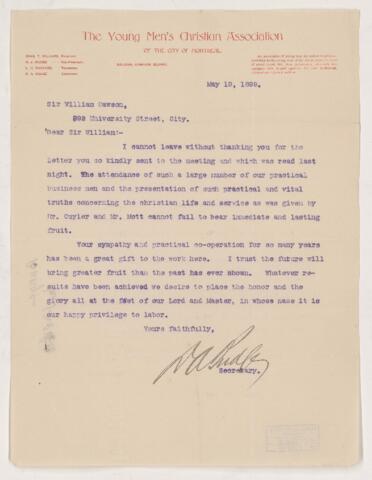 The Young Men's Christian Association
OF THE CITY OF MONTREAL.
May 19, 1899.
Sir William Dawson,
293 University Street, City.
Dear Sir William:-
I cannot leave without thanking you for the
letter you so kindly sent to the meeting and which was read last
night. The attendance of such a large number of our practical
business men and the presentation of such practical and vital
truths concerning the christian life and service as was given by
Mr. Cuyler and Mr. Mott cannot fail to bear immediate and lasting
fruit.
Your sympathy and practical co-operation for so many years
has been a great gift to the work here. I trust the future will
bring greater fruit than the past has ever shown. Whatever re-
sults have been achieved we desire to place the honor and the
glory all at the feet of our Lord and Master, in whose name it is
our happy privilege to labor.
Yours faithfully,
Secretary.